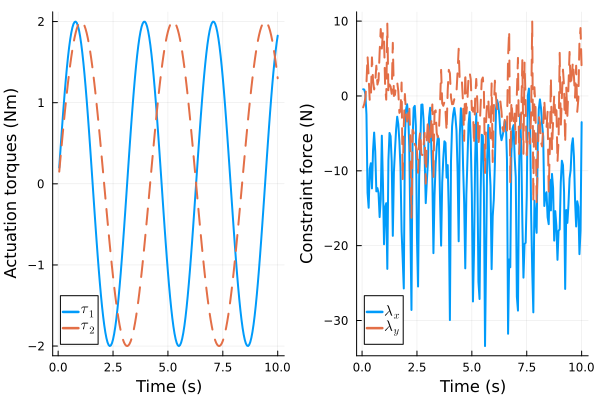 Actuation torques (Nm)
2
1
0
−1
−2
τ1
τ2
0.0 2.5 5.0 7.5 10.0
Time (s)
Constraint force (N)
10
0
−10
−20
−30
λx
λy
0.0 2.5 5.0 7.5 10.0
Time (s)